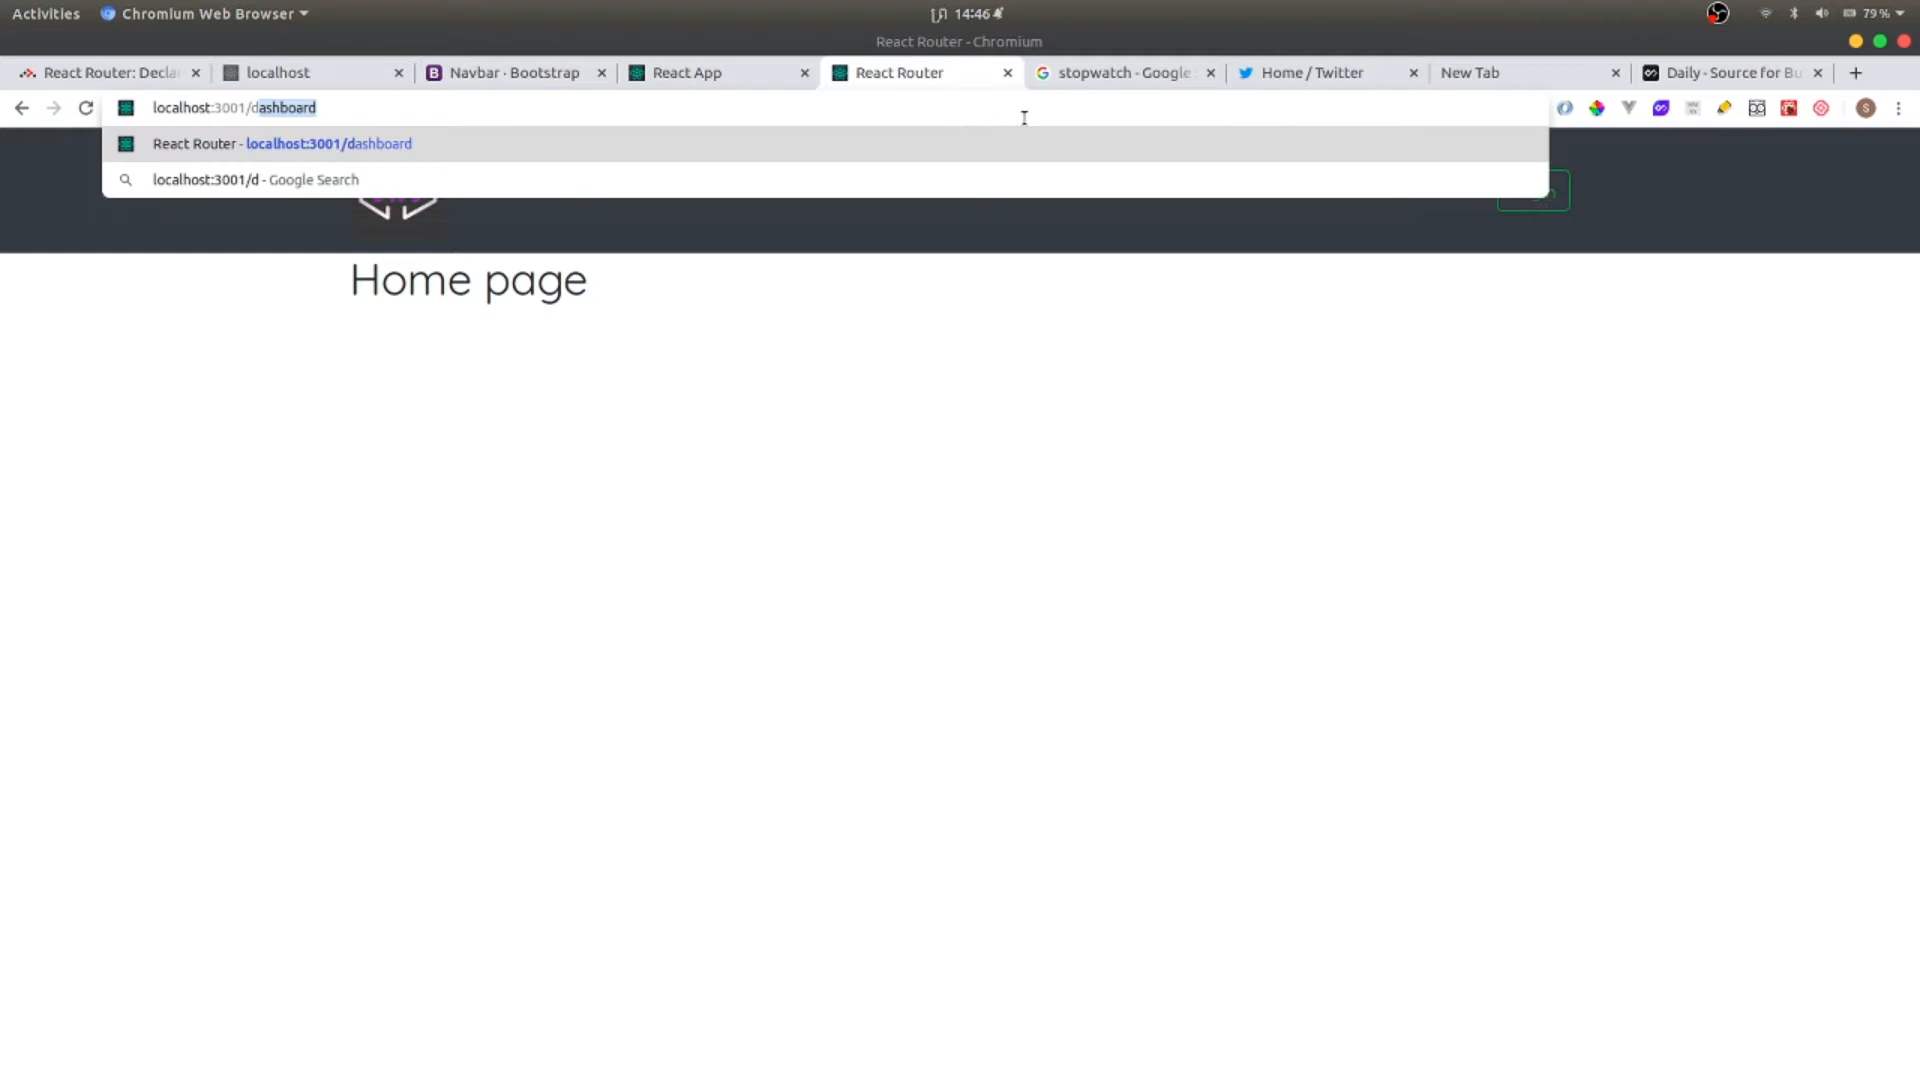 Activities Chromium Web Browser 14:46 79 %
React Router - Chromium
React Router: Decla localhost Navbar · Bootstrap React App React Router stopwatch - Google Home / Twitter New Tab Daily - Source for Bu
localhost:3001/dashboard S
React Router - localhost:3001/dashboard
localhost:3001/d - Google Search
Home page